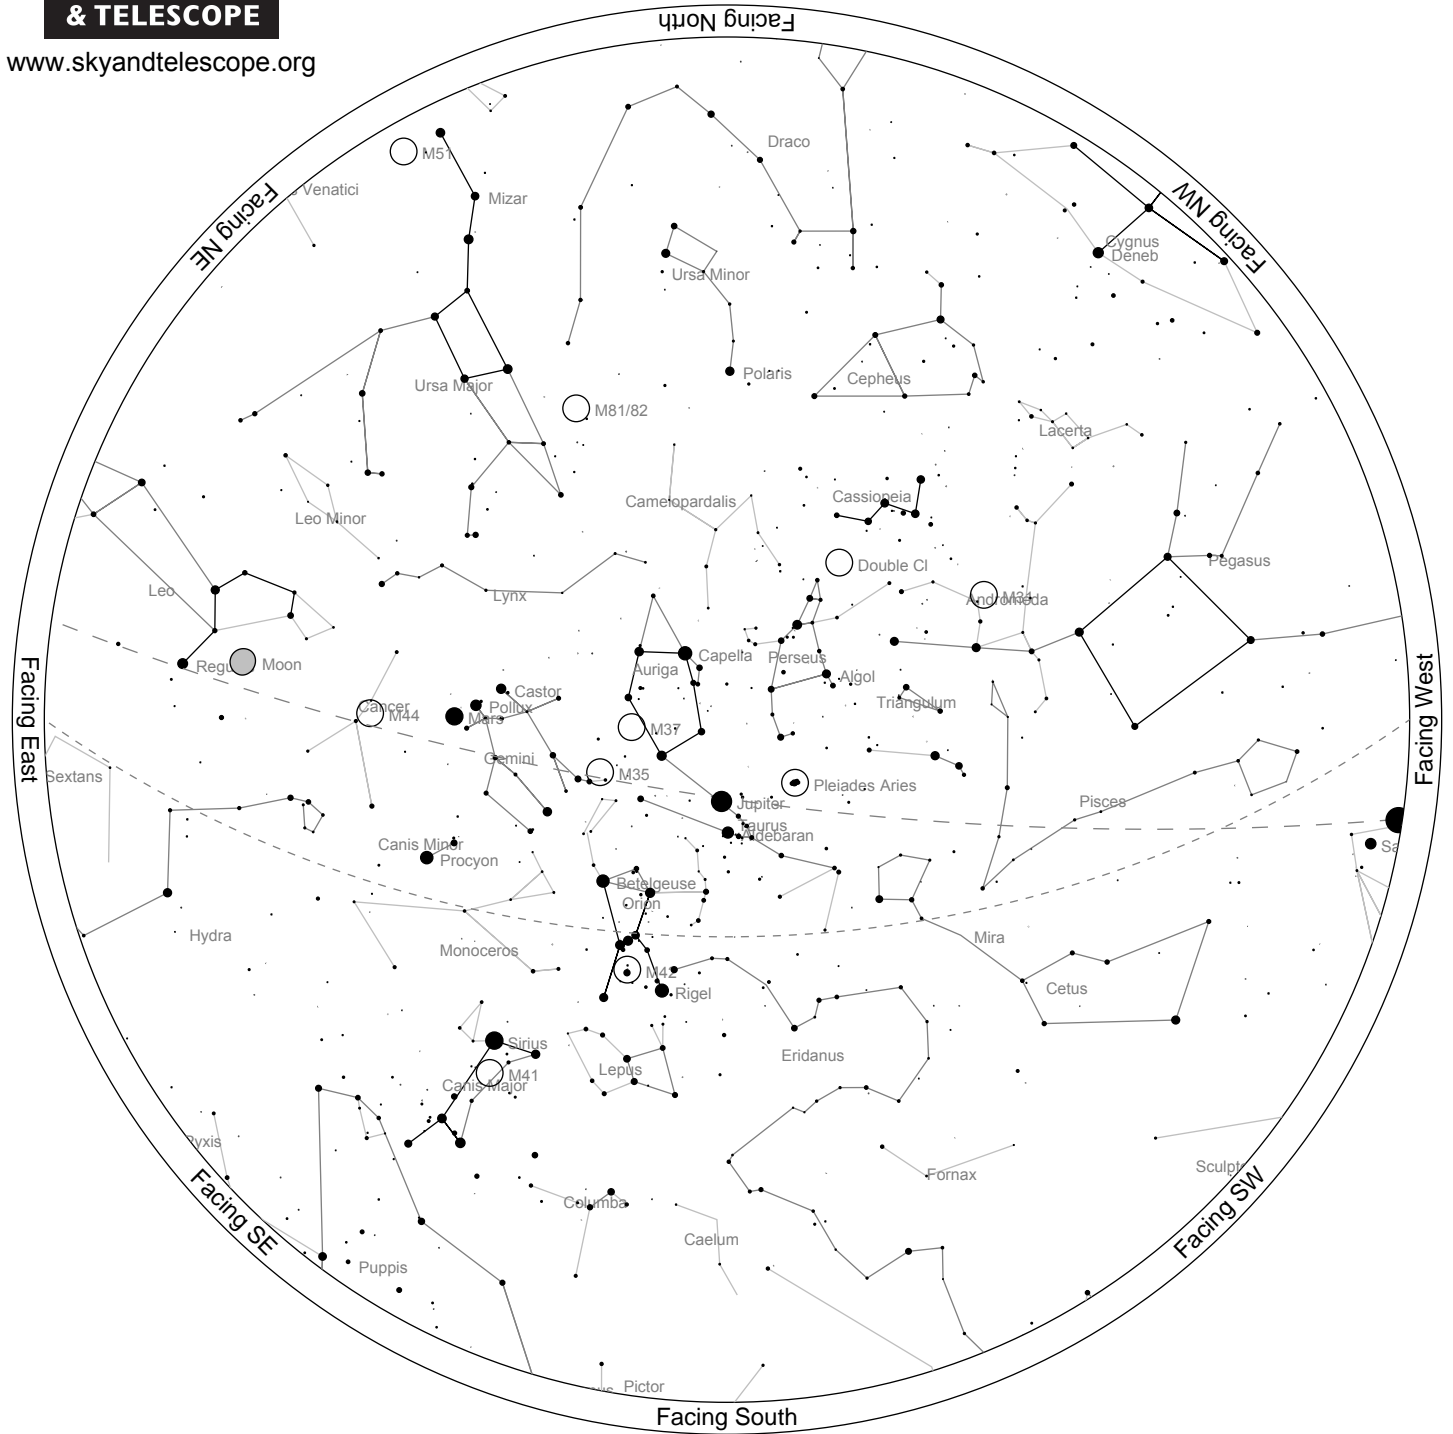 & TELESCOPE
www.skyandtelescope.org
Facing North
Draco
M51
Venatici
Mizar
Facing NE
Facing NW
Cygnus
Deneb
Ursa Minor
Polaris
Cepheus
Ursa Major
M81/82
Lacerta
Cassiopeia
Camelopardalis
Leo Minor
Double Cl
Pegasus
Leo
Lynx
M31
Andromeda
Regu
Moon
Capella
Perseus
Auriga
Algol
Castor
Triangulum
Cancer
M44
Pollux
Mars
M37
Gemini
Facing East
Facing West
Sextans
M35
Pleiades Aries
Jupiter
Pisces
Taurus
Aldebaran
Canis Minor
Procyon
Sa
Betelgeuse
Orion
Hydra
Monoceros
Mira
M42
Rigel
Cetus
Sirius
Eridanus
Lepus
M41
Canis Major
Pyxis
Fornax
Sculpt
Facing SE
Facing SW
Columba
Caelum
Puppis
Pictor
Facing South